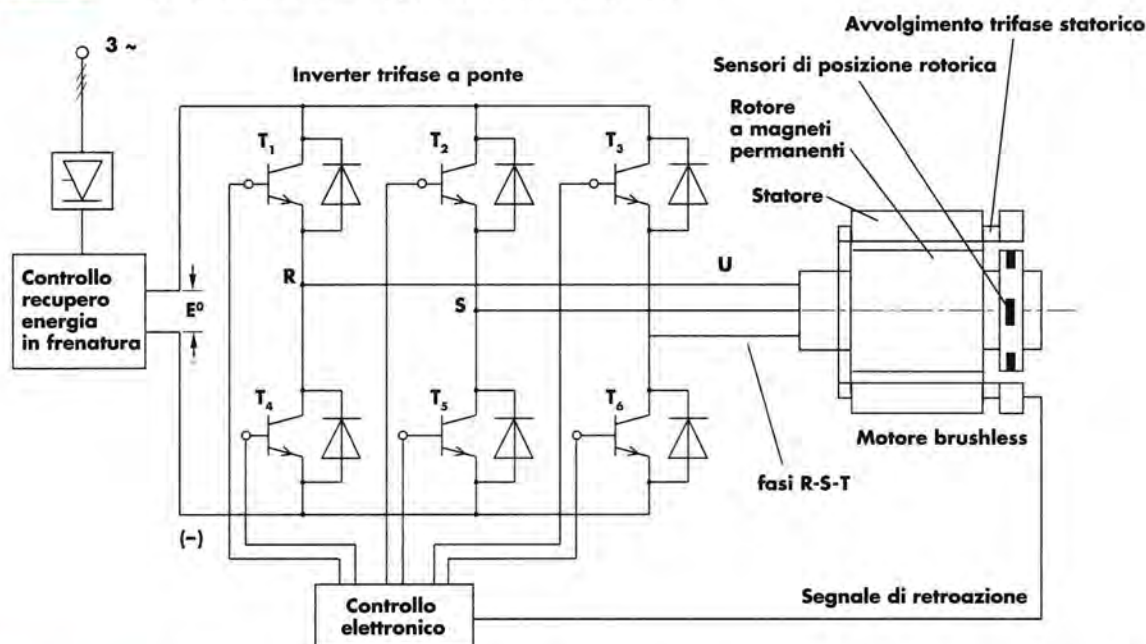 3 ~
Avvolgimento trifase statorico
Inverter trifase a ponte
Sensori di posizione rotorica
Rotore
a magneti
permanenti
T1
T2
T3
Statore
Controllo
recupero
energia
in frenatura
E⁰
R
U
S
T4
T5
T6
Motore brushless
fasi R-S-T
(–)
Controllo
elettronico
Segnale di retroazione